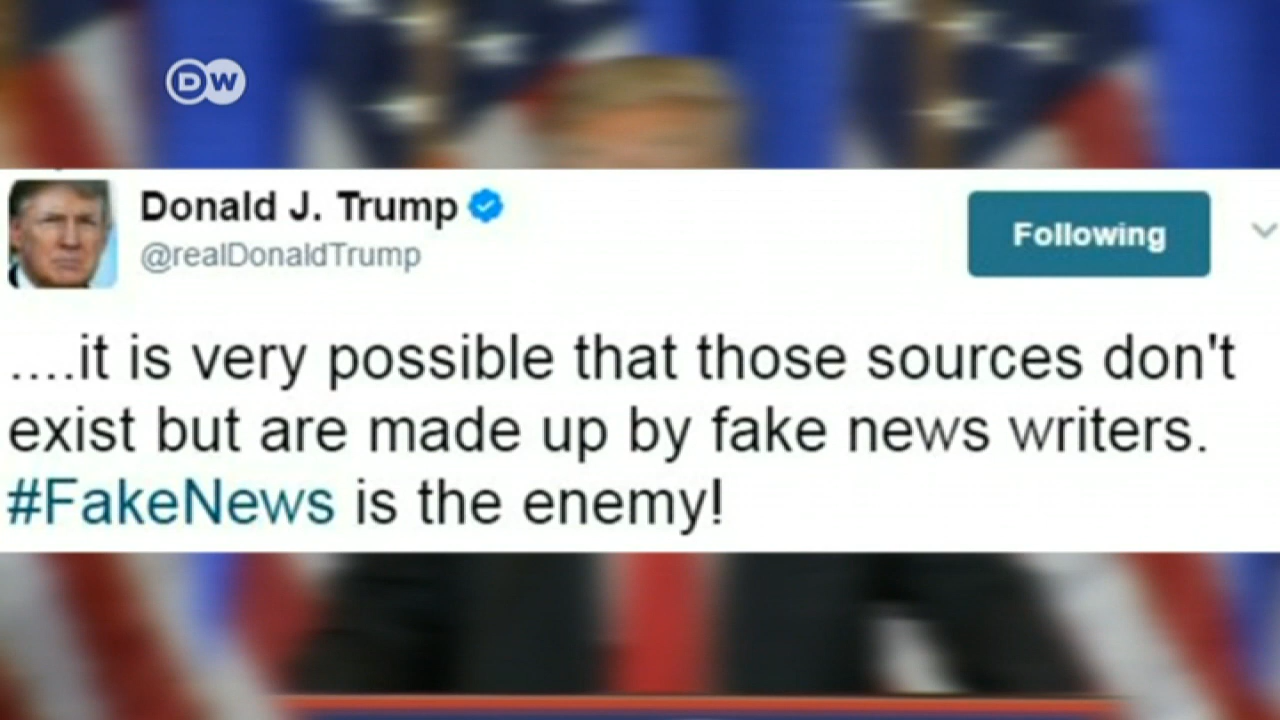 DW
Donald J. Trump
@realDonaldTrump
Following
....it is very possible that those sources don't
exist but are made up by fake news writers.
#FakeNews is the enemy!